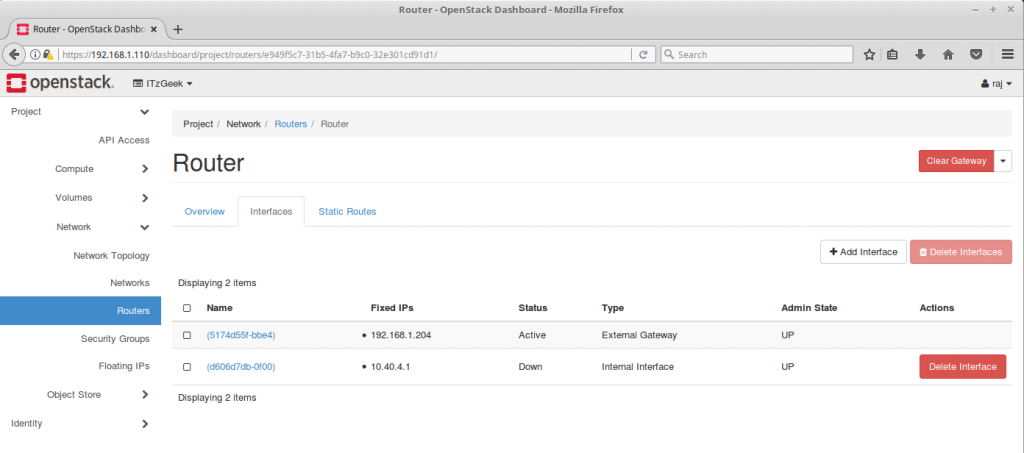 Router - OpenStack Dashboard - Mozilla Firefox
Router - OpenStack Dashbo
https://192.168.1.110/dashboard/project/routers/e949f5c7-31b5-4fa7-b9c0-32e301cd91d1/ Search
openstack. ITzGeek raj
Project
API Access
Compute
Volumes
Network
Network Topology
Networks
Routers
Security Groups
Floating IPs
Object Store
Identity
Project / Network / Routers / Router
Router
Clear Gateway
Overview Interfaces Static Routes
Add Interface Delete Interfaces
Displaying 2 items
Name Fixed IPs Status Type Admin State Actions
(5174d55f-bbe4) • 192.168.1.204 Active External Gateway UP
(d606d7db-0f00) • 10.40.4.1 Down Internal Interface UP Delete Interface
Displaying 2 items